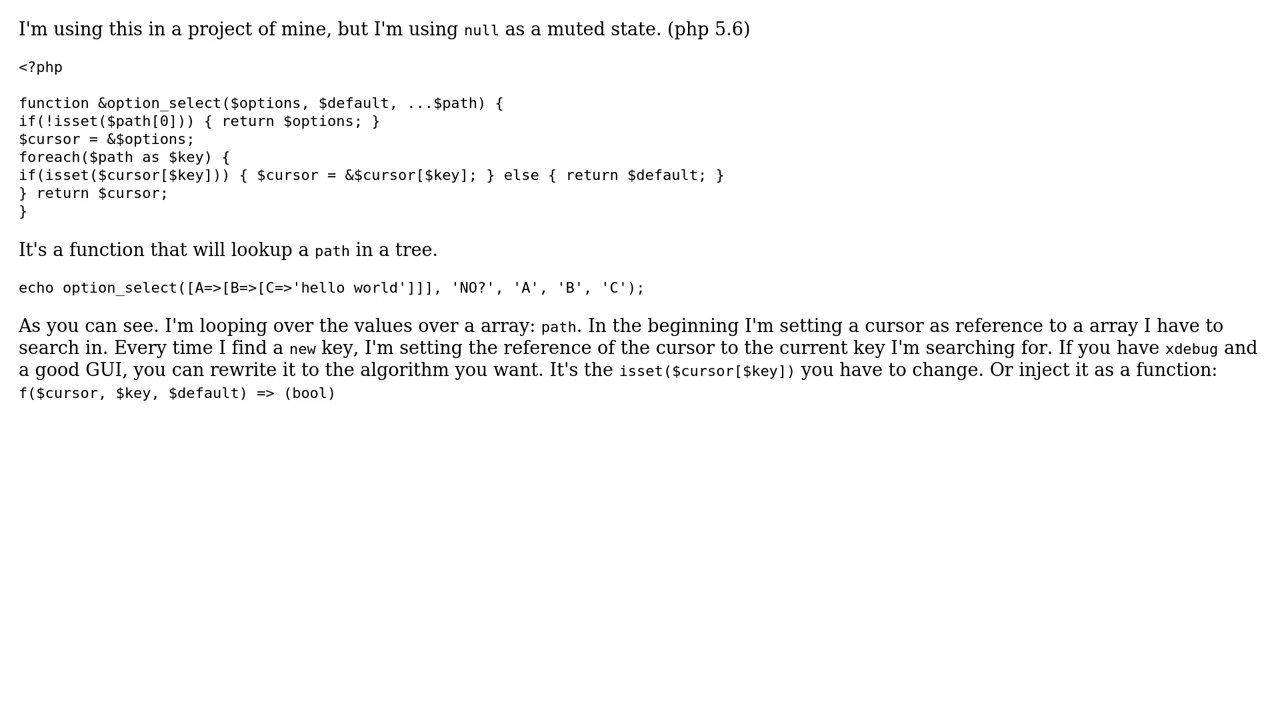 I'm using this in a project of mine, but I'm using null as a muted state. (php 5.6)
<?php
function &option_select($options, $default, ...$path) {
if(!isset($path[0])) { return $options; }
$cursor = &$options;
foreach($path as $key) {
if(isset($cursor[$key])) { $cursor = &$cursor[$key]; } else { return $default; }
} return $cursor;
}
It's a function that will lookup a path in a tree.
echo option_select([A=>[B=>[C=>'hello world']]], 'NO?', 'A', 'B', 'C');
As you can see. I'm looping over the values over a array: path. In the beginning I'm setting a cursor as reference to a array I have to
search in. Every time I find a new key, I'm setting the reference of the cursor to the current key I'm searching for. If you have xdebug and
a good GUI, you can rewrite it to the algorithm you want. It's the isset($cursor[$key]) you have to change. Or inject it as a function:
f($cursor, $key, $default) => (bool)